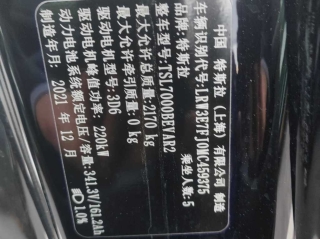 中国 特斯拉（上海）有限公司 制造
车辆识别代号：LRW3E7FJ0MC459375
品牌：特斯拉 乘坐人数：5
整车型号：TSL7000BEVAR2
最大允许总质量：2170 kg
最大允许牵引质量：0 kg
驱动电机型号：3D6
驱动电机峰值功率：220kW
动力电池系统额定电压/容量：341.3V/161.2Ah
制造年月：2021 年 12 月
1.0%